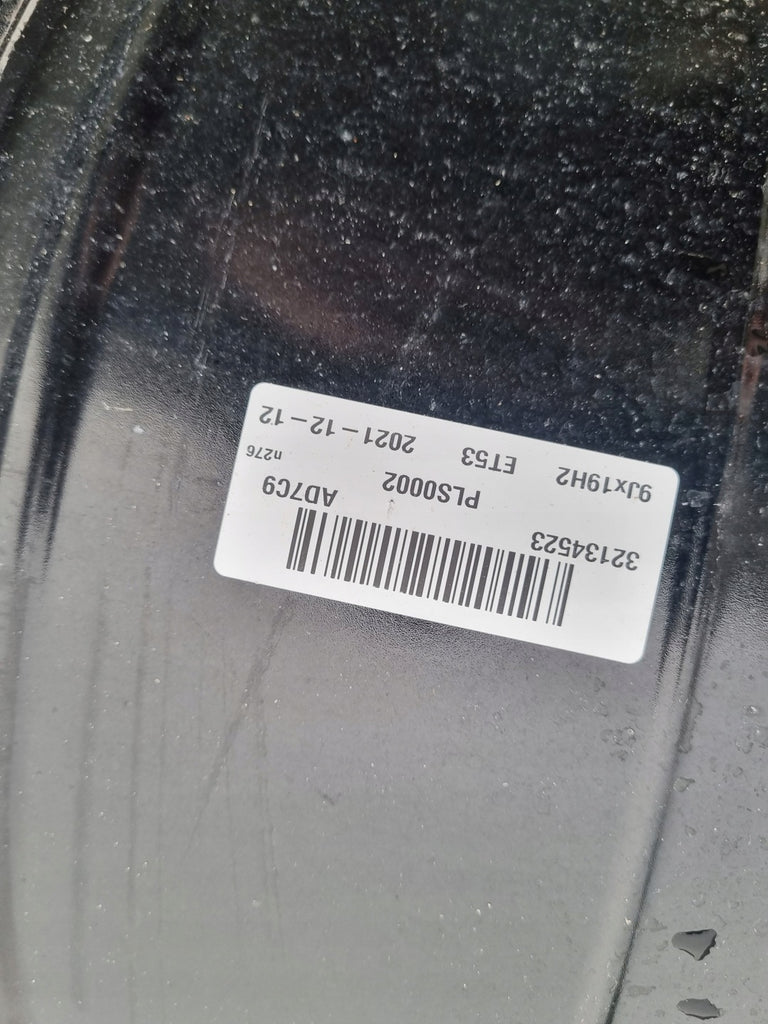 32134523
PLS0002 AD7C9
n276
9Jx19H2 ET53 2021-12-12